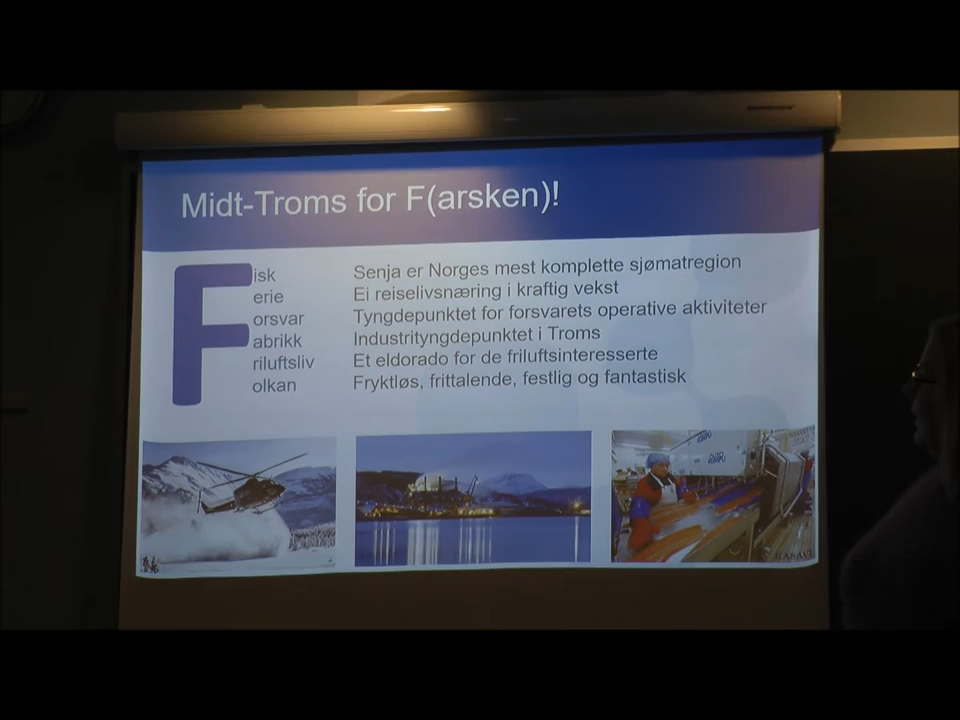 Midt-Troms for F(arsken)!
F
isk Senja er Norges mest komplette sjømatregion
erie Ei reiselivsnæring i kraftig vekst
orsvar Tyngdepunktet for forsvarets operative aktiviteter
abrikk Industrityngdepunktet i Troms
riluftsliv Et eldorado for de friluftsinteresserte
olkan Fryktløs, frittalende, festlig og fantastisk